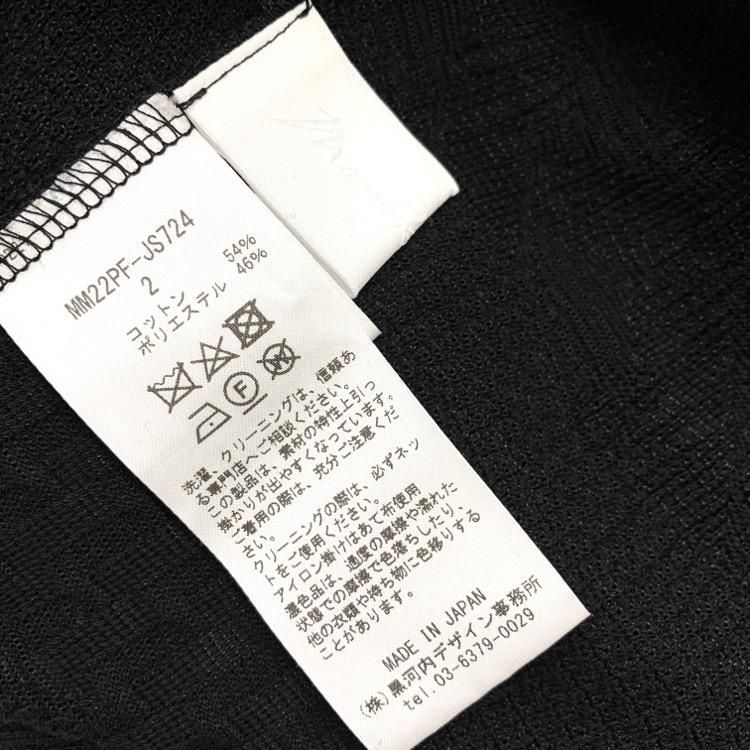 MM22PF-JS724
2
コットン 54%
ポリエステル 46%
洗濯、クリーニングは、信頼あ
る専門店へご相談ください。
この製品は、素材の特性上引っ
掛かりが出やすくなっています。
ご着用の際は、充分ご注意くだ
さい。
クリーニングの際は、必ずネッ
トをご使用ください。
アイロン掛けはあて布使用
濃色品は、過度の摩擦や濡れた
状態での摩擦で色落ちしたり、
他の衣類や持ち物に色移りする
ことがあります。
MADE IN JAPAN
(株)黒河内デザイン事務所
tel.03-6379-0029